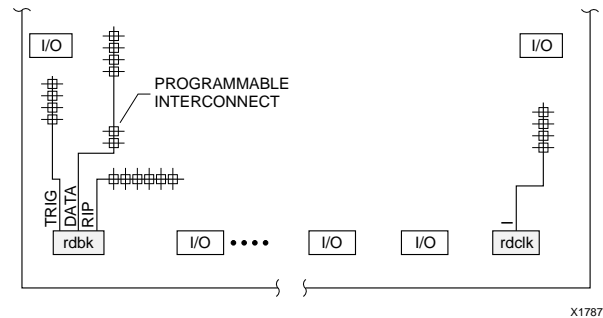 I/O
I/O
PROGRAMMABLE
INTERCONNECT
TRIG
DATA
RIP
I
rdbk
I/O
I/O
I/O
rdclk
X1787